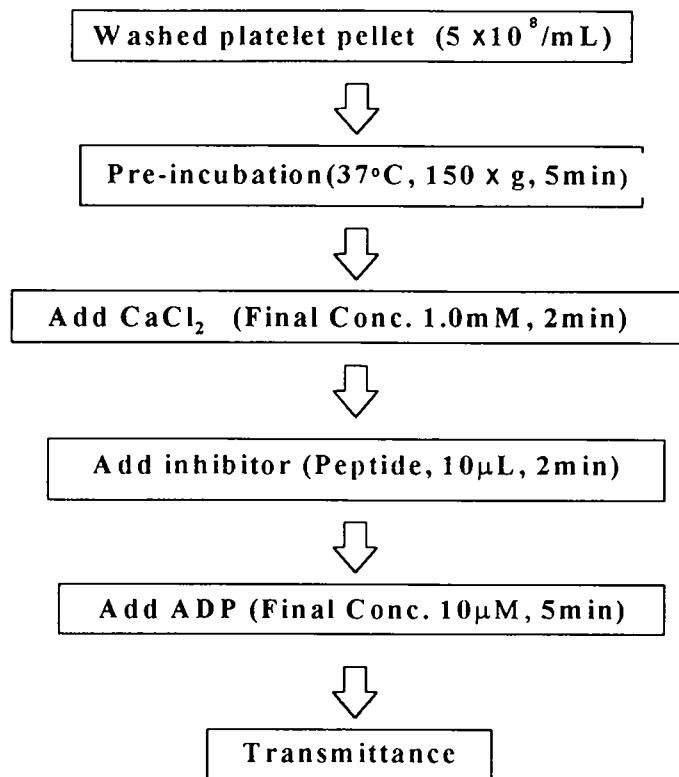 Washed platelet pellet (5 x10⁸/mL)
Pre-incubation(37°C, 150 x g, 5min)
Add CaCl₂ (Final Conc. 1.0mM, 2min)
Add inhibitor (Peptide, 10μL, 2min)
Add ADP (Final Conc. 10μM, 5min)
Transmittance